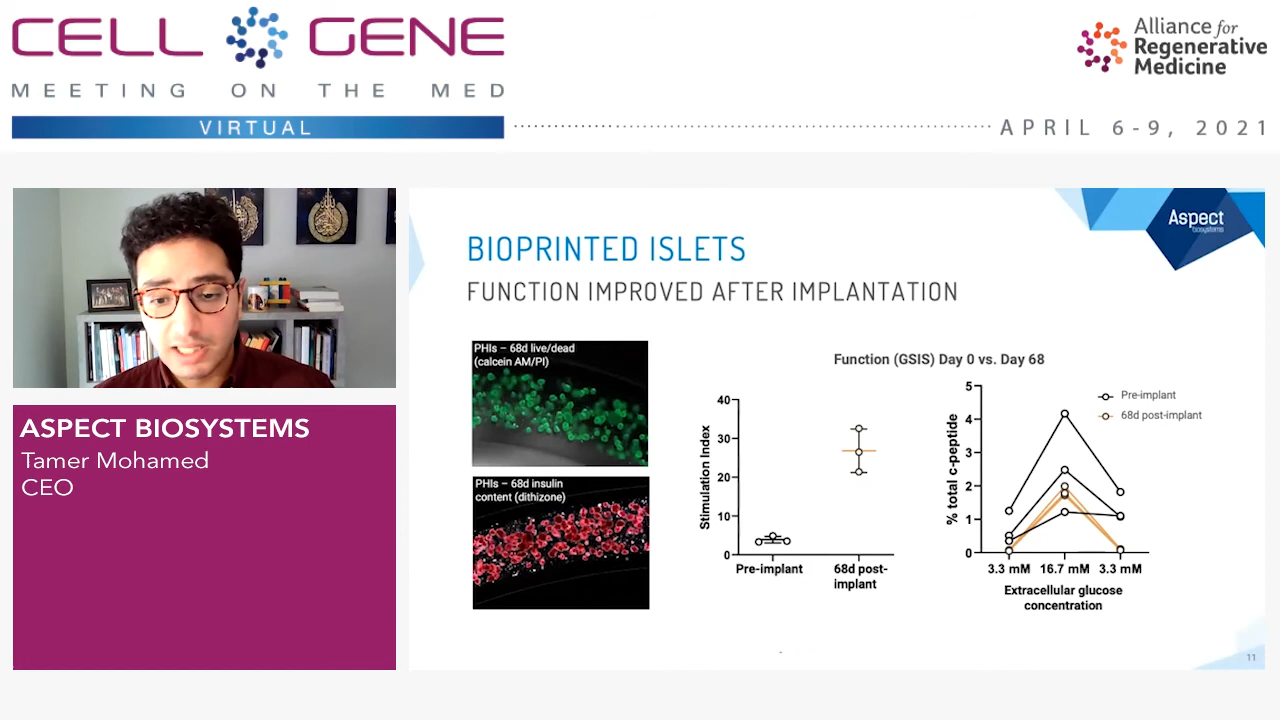 CELL GENE
MEETING ON THE MED
VIRTUAL
Alliance for
Regenerative
Medicine
APRIL 6-9, 2021
ASPECT BIOSYSTEMS
Tamer Mohamed
CEO
Aspect
biosystems
BIOPRINTED ISLETS
FUNCTION IMPROVED AFTER IMPLANTATION
PHIs – 68d live/dead
(calcein AM/PI)
PHIs – 68d insulin
content (dithizone)
Function (GSIS) Day 0 vs. Day 68
Stimulation Index
40
30
20
10
0
Pre-implant
68d post-
implant
% total c-peptide
5
4
3
2
1
0
Pre-implant
68d post-implant
3.3 mM 16.7 mM 3.3 mM
Extracellular glucose
concentration
11